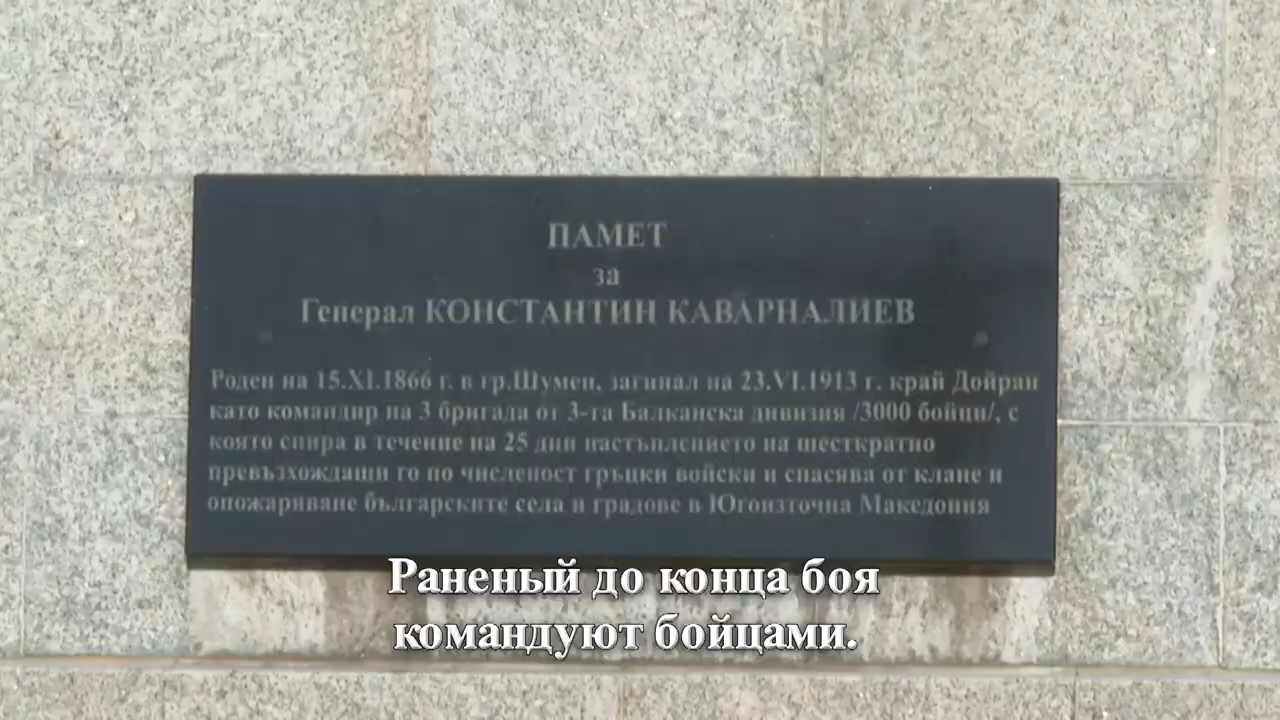 ПАМЕТ
за
Генерал КОНСТАНТИН КАВАРНАЛИЕВ
Роден на 15.XI.1866 г. в гр.Шумен, загинал на 23.VI.1913 г. край Дойран
като командир на 3 бригада от 3-та Балканска дивизия /3000 бойци/, с
която спира в течение на 25 дни настъплението на шесткратно
превъзхождащи го по численост гръцки войски и спасява от клане и
опожаряване българските села и градове в Югоизточна Македония
Раненый до конца боя
командуют бойцами.